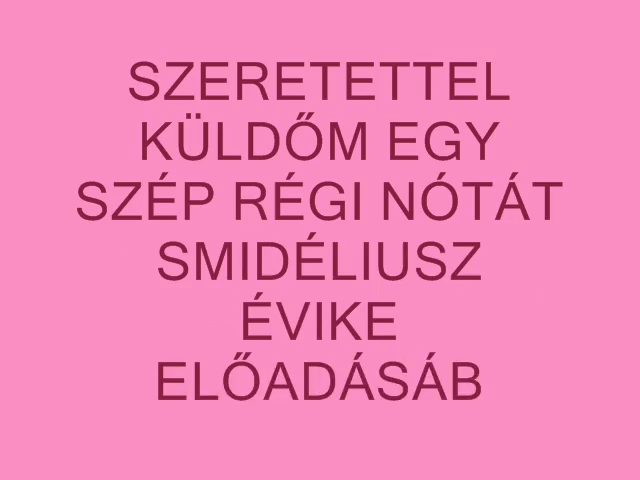 SZERETETTEL
KÜLDŐM EGY
SZÉP RÉGI NÓTÁT
SMIDÉLIUSZ
ÉVIKE
ELŐADÁSÁB